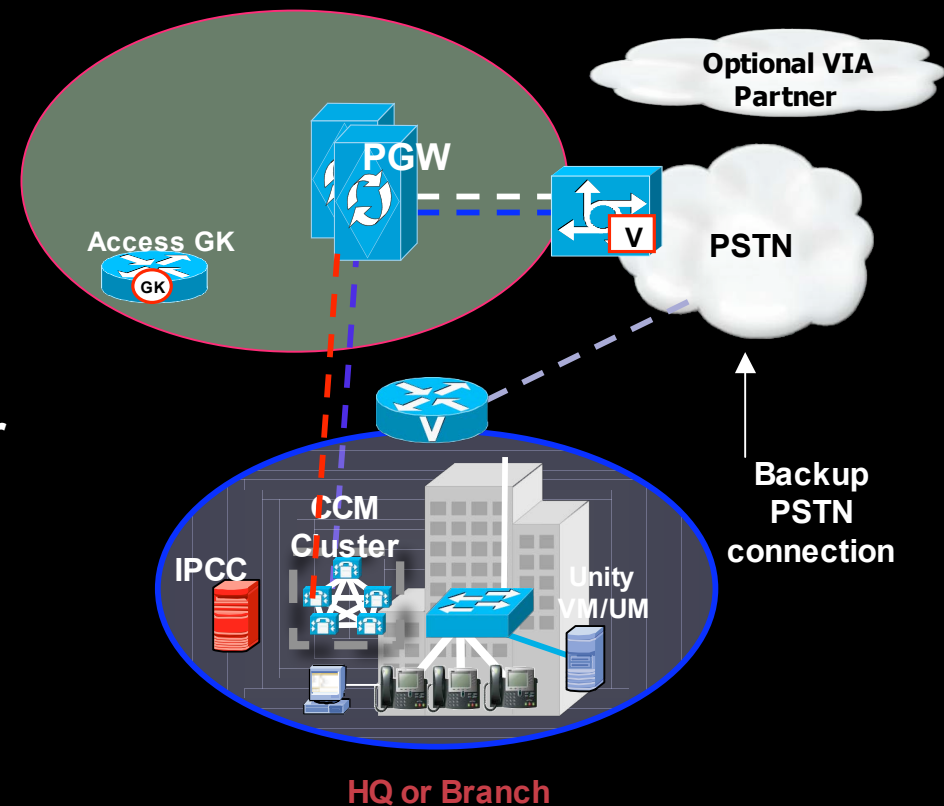 Optional VIA
Partner
PGW
V
PSTN
Access GK
GK
V
Backup
PSTN
connection
CCM
Cluster
IPCC
Unity
VM/UM
HQ or Branch